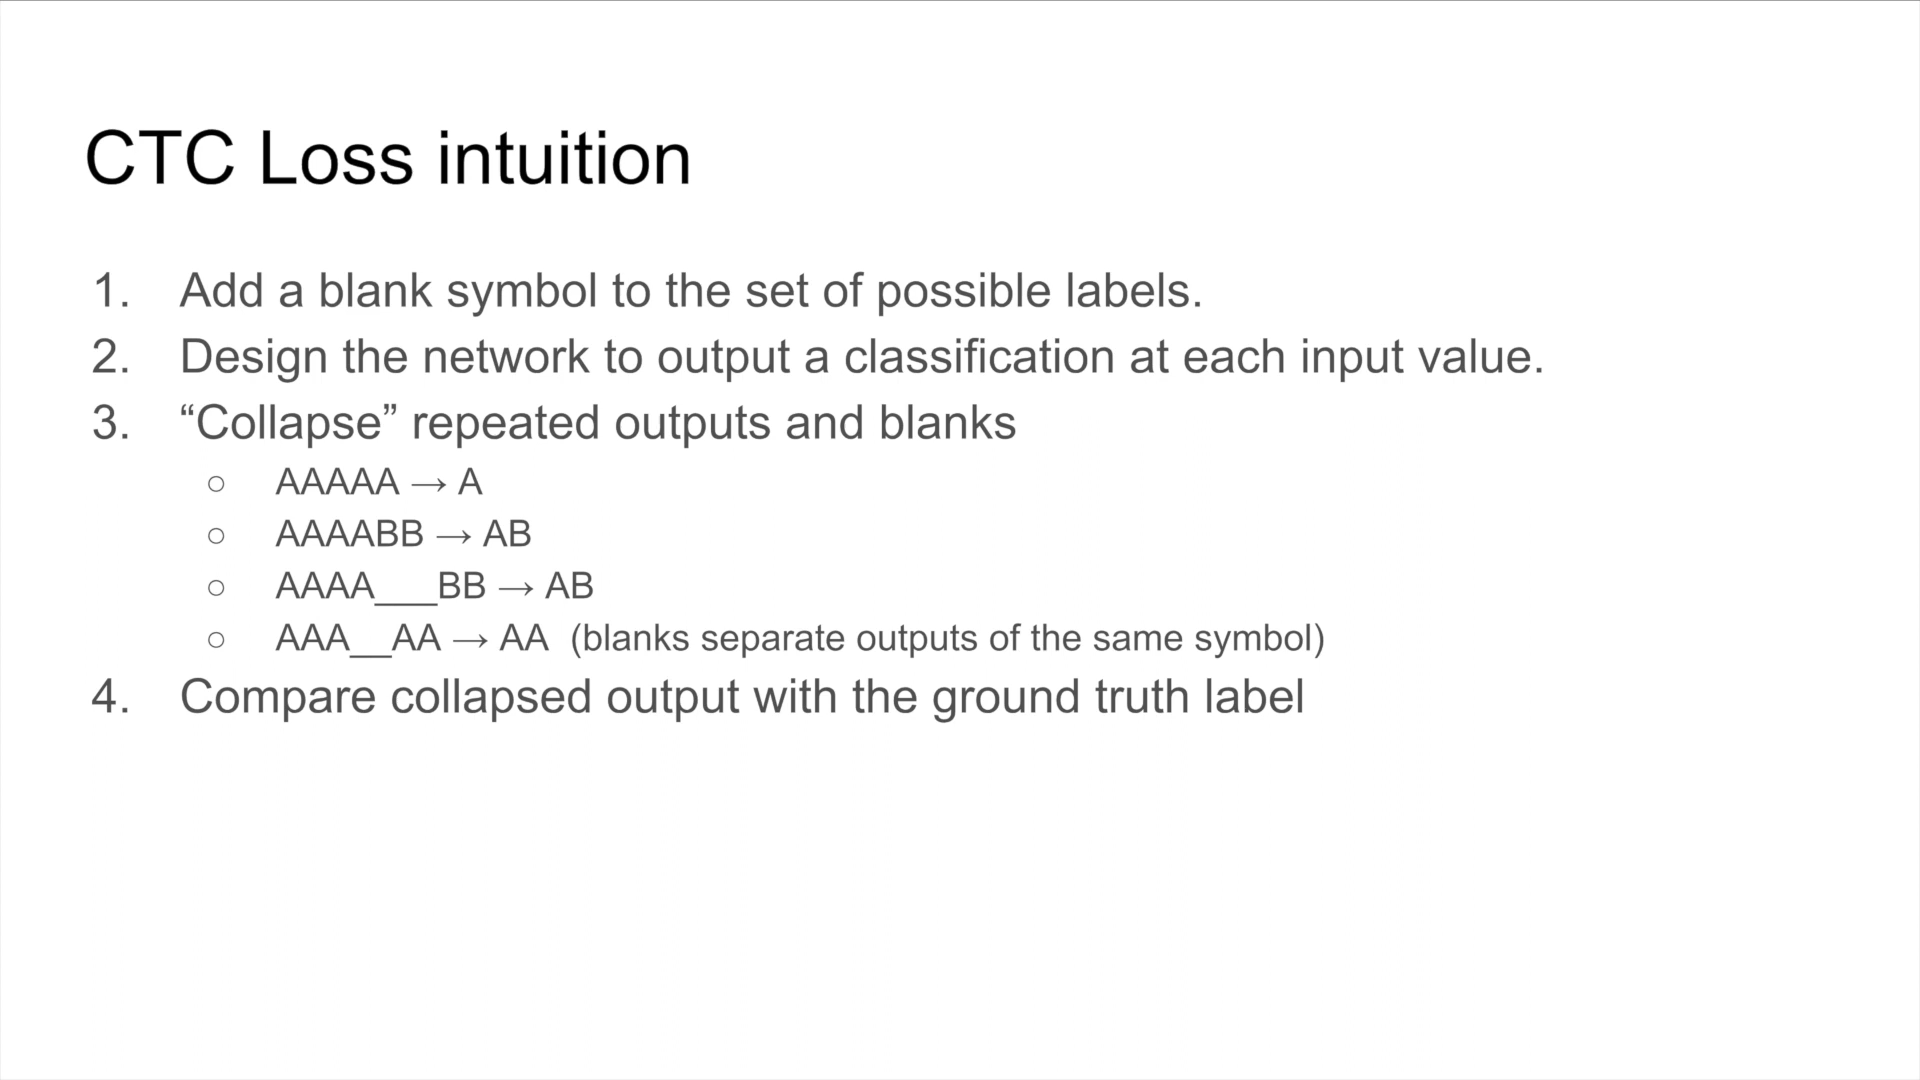 CTC Loss intuition
1. Add a blank symbol to the set of possible labels.
2. Design the network to output a classification at each input value.
3. “Collapse” repeated outputs and blanks
○ AAAAA → A
○ AAAABB → AB
○ AAAA___BB → AB
○ AAA__AA → AA (blanks separate outputs of the same symbol)
4. Compare collapsed output with the ground truth label